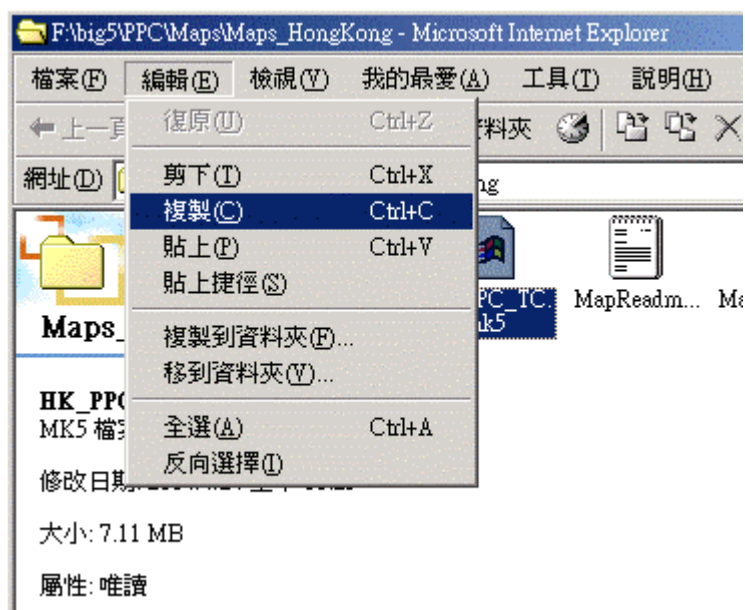 F:\big5\PPC\Maps\Maps_HongKong - Microsoft Internet Explorer
檔案(F) 編輯(E) 檢視(V) 我的最愛(A) 工具(T) 說明(H)
上一頁 料夾
網址(D) ng
復原(U) Ctrl+Z
剪下(T) Ctrl+X
複製(C) Ctrl+C
貼上(P) Ctrl+V
貼上捷徑(S)
複製到資料夾(F)...
移到資料夾(V)...
全選(A) Ctrl+A
反向選擇(I)
PC_TC. MapReadm... Ma
k5
Maps_
HK_PP
MK5 檔
修改日期:
大小: 7.11 MB
屬性: 唯讀